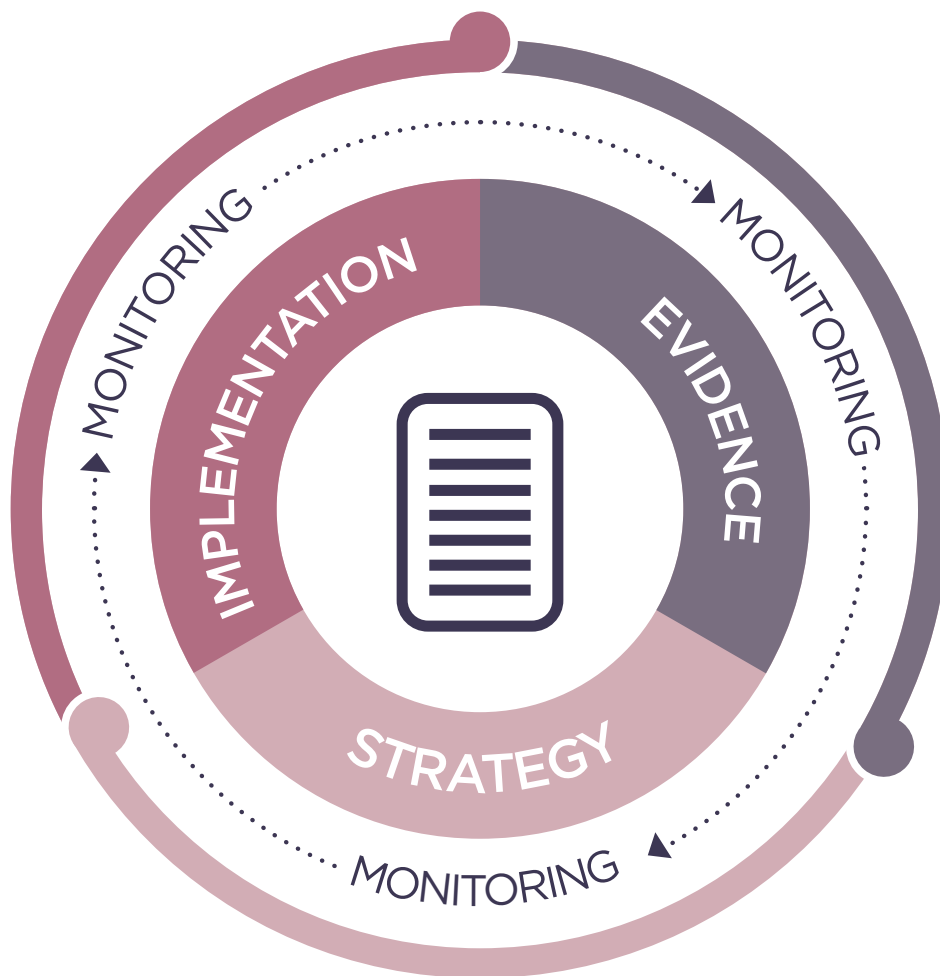 MONITORING
MONITORING
IMPLEMENTATION
EVIDENCE
STRATEGY
MONITORING